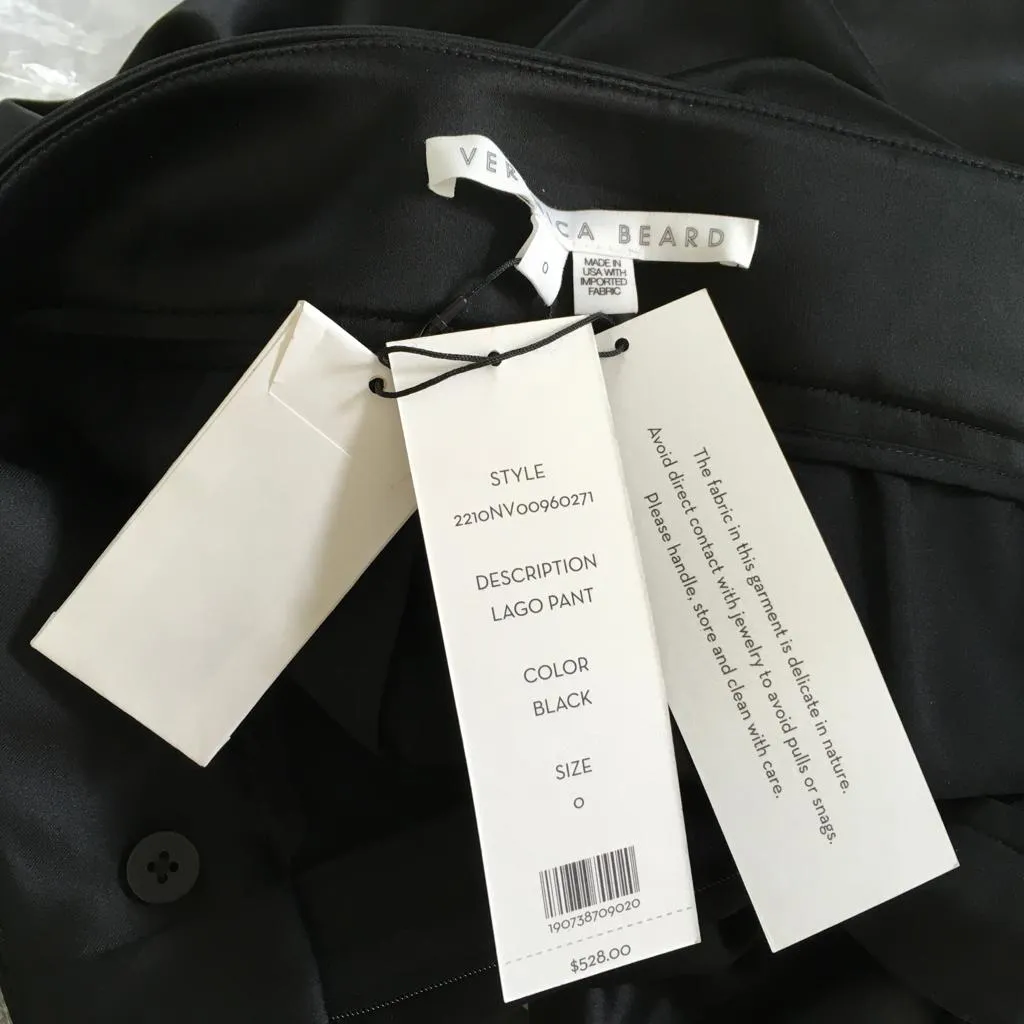 VER CA BEARD
0
MADE IN
USA WITH
IMPORTED
FABRIC
STYLE
2210NV00960271
DESCRIPTION
LAGO PANT
COLOR
BLACK
SIZE
0
190738709020
$528.00
The fabric in this garment is delicate in nature.
Avoid direct contact with jewelry to avoid pulls or snags.
Please handle, store and clean with care.